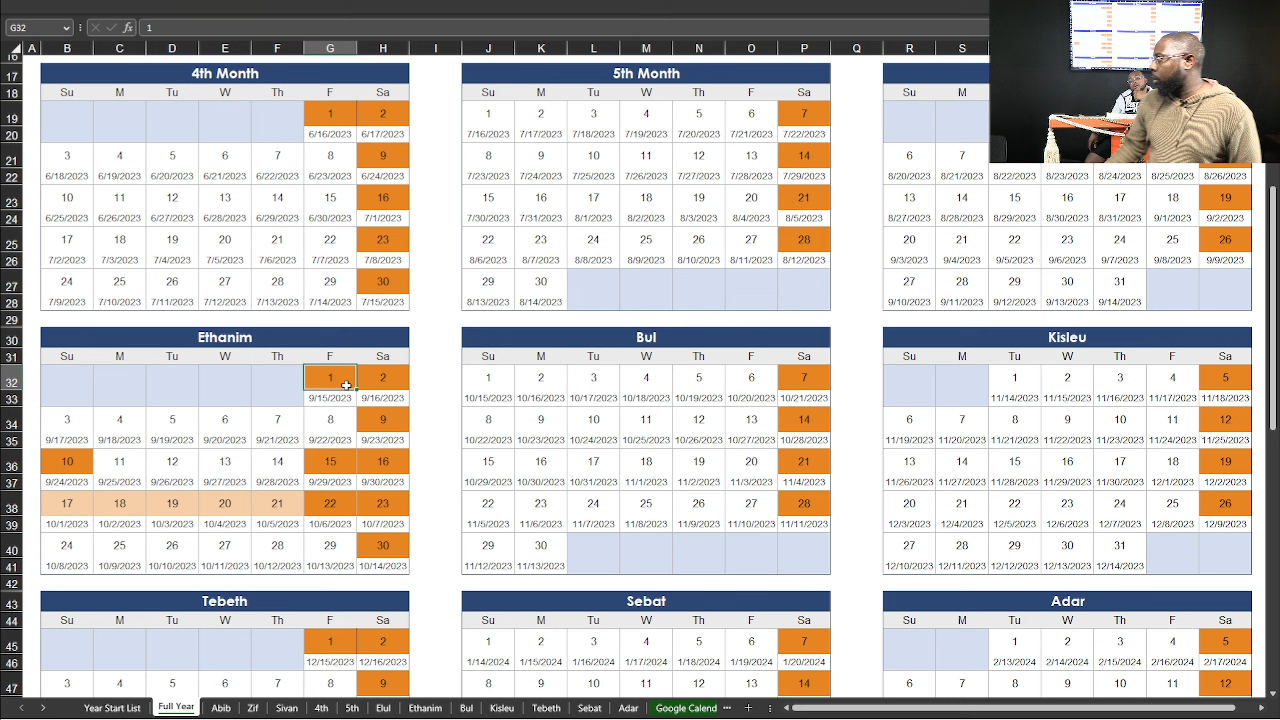 G32 fx 1
A B C D E F G H I J K L M N O P Q R S
16
17 4th Month 5th Month
18 Su M Tu W Th F Sa Su M Tu W Th F Sa Su M
19 1 2 1 2 3 4 5 6 7
20 6/16/2023 6/17/2023 7/16/2023 7/17/2023 7/18/2023 7/19/2023 7/20/2023 7/21/2023 7/22/2023
21 3 4 5 6 7 8 9 8 9 10 11 12 13 14 6 7
22 6/18/2023 6/19/2023 6/20/2023 6/21/2023 6/22/2023 6/23/2023 6/24/2023 7/23/2023 7/24/2023 7/25/2023 7/26/2023 7/27/2023 7/28/2023 7/29/2023 8/20/2023 8/21/2023 8/22/2023 8/23/2023 8/24/2023 8/25/2023 8/26/2023
23 10 11 12 13 14 15 16 15 16 17 18 19 20 21 13 14 15 16 17 18 19
24 6/25/2023 6/26/2023 6/27/2023 6/28/2023 6/29/2023 6/30/2023 7/1/2023 7/30/2023 7/31/2023 8/1/2023 8/2/2023 8/3/2023 8/4/2023 8/5/2023 8/27/2023 8/28/2023 8/29/2023 8/30/2023 8/31/2023 9/1/2023 9/2/2023
25 17 18 19 20 21 22 23 22 23 24 25 26 27 28 20 21 22 23 24 25 26
26 7/2/2023 7/3/2023 7/4/2023 7/5/2023 7/6/2023 7/7/2023 7/8/2023 8/6/2023 8/7/2023 8/8/2023 8/9/2023 8/10/2023 8/11/2023 8/12/2023 9/3/2023 9/4/2023 9/5/2023 9/6/2023 9/7/2023 9/8/2023 9/9/2023
27 24 25 26 27 28 29 30 29 30 27 28 29 30 31
28 7/9/2023 7/10/2023 7/11/2023 7/12/2023 7/13/2023 7/14/2023 7/15/2023 8/13/2023 8/14/2023 9/10/2023 9/11/2023 9/12/2023 9/13/2023 9/14/2023
29
30 Ethanim Bul Kisleu
31 Su M Tu W Th F Sa Su M Tu W Th F Sa Su M Tu W Th F Sa
32 1 2 1 2 3 4 5 6 7 1 2 3 4 5
33 9/15/2023 9/16/2023 10/15/2023 10/16/2023 10/17/2023 10/18/2023 10/19/2023 10/20/2023 10/21/2023 11/14/2023 11/15/2023 11/16/2023 11/17/2023 11/18/2023
34 3 4 5 6 7 8 9 8 9 10 11 12 13 14 6 7 8 9 10 11 12
35 9/17/2023 9/18/2023 9/19/2023 9/20/2023 9/21/2023 9/22/2023 9/23/2023 10/22/2023 10/23/2023 10/24/2023 10/25/2023 10/26/2023 10/27/2023 10/28/2023 11/19/2023 11/20/2023 11/21/2023 11/22/2023 11/23/2023 11/24/2023 11/25/2023
36 10 11 12 13 14 15 16 15 16 17 18 19 20 21 13 14 15 16 17 18 19
37 9/24/2023 9/25/2023 9/26/2023 9/27/2023 9/28/2023 9/29/2023 9/30/2023 10/29/2023 10/30/2023 10/31/2023 11/1/2023 11/2/2023 11/3/2023 11/4/2023 11/26/2023 11/27/2023 11/28/2023 11/29/2023 11/30/2023 12/1/2023 12/2/2023
38 17 18 19 20 21 22 23 22 23 24 25 26 27 28 20 21 22 23 24 25 26
39 10/1/2023 10/2/2023 10/3/2023 10/4/2023 10/5/2023 10/6/2023 10/7/2023 11/5/2023 11/6/2023 11/7/2023 11/8/2023 11/9/2023 11/10/2023 11/11/2023 12/3/2023 12/4/2023 12/5/2023 12/6/2023 12/7/2023 12/8/2023 12/9/2023
40 24 25 26 27 28 29 30 29 30 27 28 29 30 31
41 10/8/2023 10/9/2023 10/10/2023 10/11/2023 10/12/2023 10/13/2023 10/14/2023 11/12/2023 11/13/2023 12/10/2023 12/11/2023 12/12/2023 12/13/2023 12/14/2023
42
43 Tebeth Sebat Adar
44 Su M Tu W Th F Sa Su M Tu W Th F Sa Su M Tu W Th F Sa
45 1 2 1 2 3 4 5 6 7 1 2 3 4 5
46 12/15/2023 12/16/2023 1/14/2024 1/15/2024 1/16/2024 1/17/2024 1/18/2024 1/19/2024 1/20/2024 2/13/2024 2/14/2024 2/15/2024 2/16/2024 2/17/2024
47 3 4 5 6 7 8 9 8 9 10 11 12 13 14 6 7 8 9 10 11 12
Year Start List Full Year Abib Zif Sivan 4th 5th Elul Ethanim Bul Kisleu Tebeth Sebat Adar Google Calend